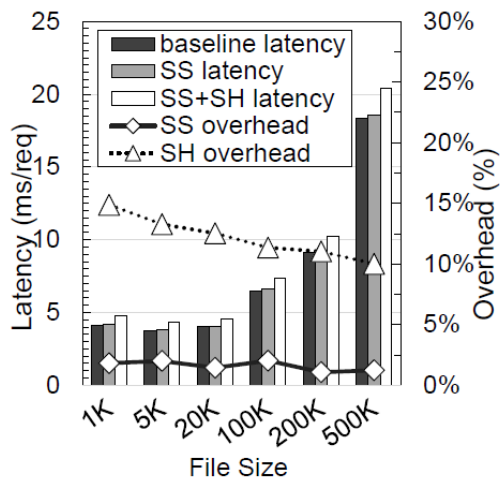 25
20
15
10
5
0
Latency (ms/req)
baseline latency
SS latency
SS+SH latency
SS overhead
SH overhead
30%
25%
20%
15%
10%
5%
0%
Overhead (%)
1K
5K
20K
100K
200K
500K
File Size